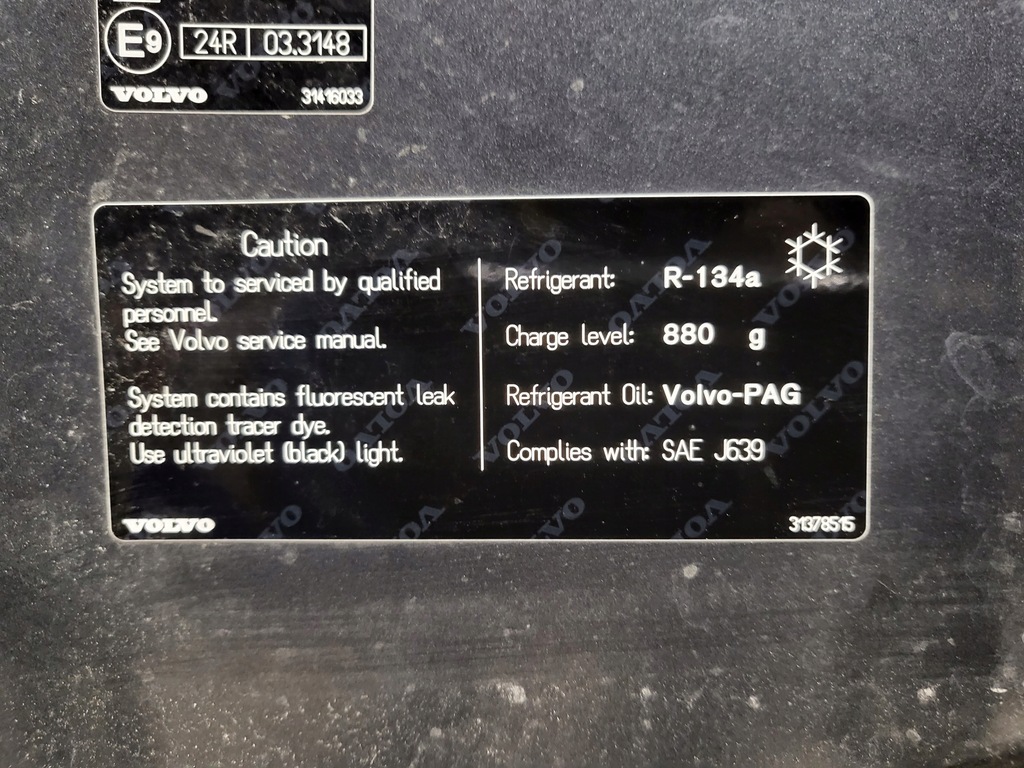 E9 24R 03.3148
VOLVO 31416033
Caution
System to serviced by qualified
personnel.
See Volvo service manual.
System contains fluorescent leak
detection tracer dye.
Use ultraviolet (black) light.
Refrigerant: R-134a
Charge level: 880 g
Refrigerant Oil: Volvo-PAG
Complies with: SAE J639
VOLVO 31378515